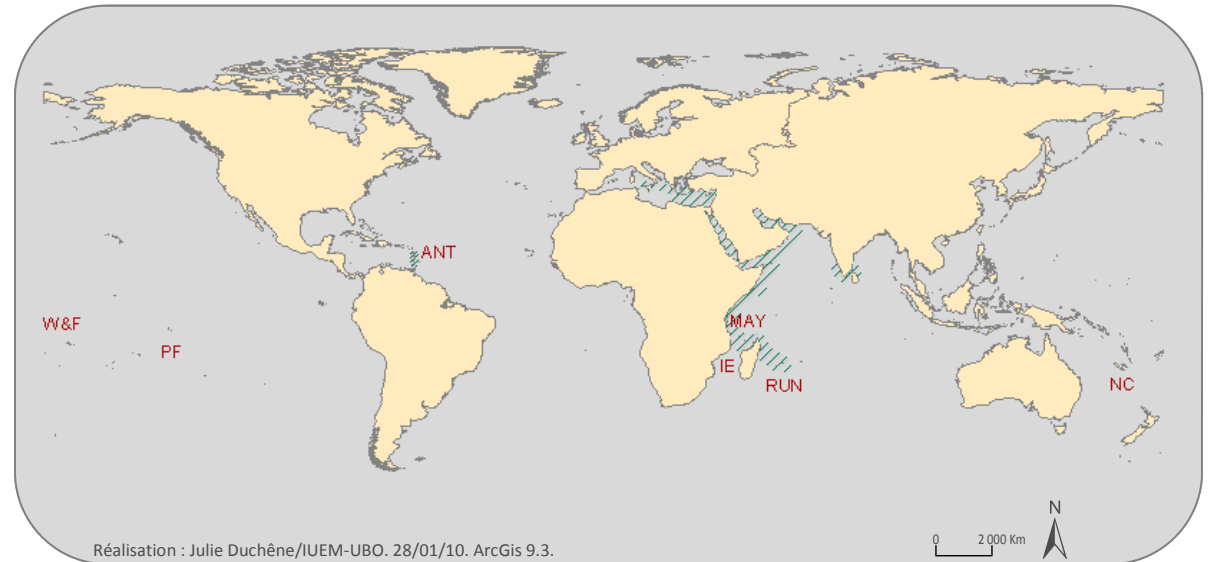 ANT
W&F
MAY
PF
IE
RUN
NC
N
Réalisation : Julie Duchêne/IUEM-UBO. 28/01/10. ArcGis 9.3.
0 2 000 Km